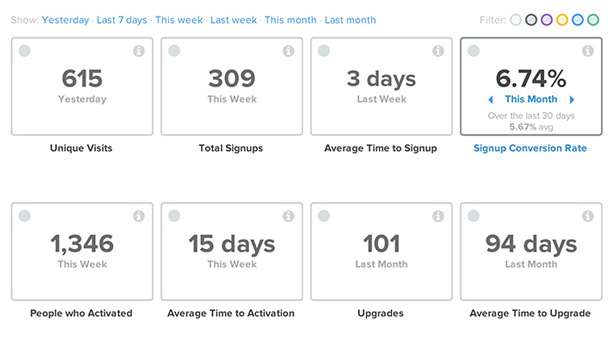 Show: Yesterday · Last 7 days · This week · Last week · This month · Last month Filter:
615 309 3 days 6.74%
Yesterday This Week Last Week This Month
Over the last 30 days
5.67% avg
Unique Visits Total Signups Average Time to Signup Signup Conversion Rate
1,346 15 days 101 94 days
This Week This Week Last Month Last Month
People who Activated Average Time to Activation Upgrades Average Time to Upgrade